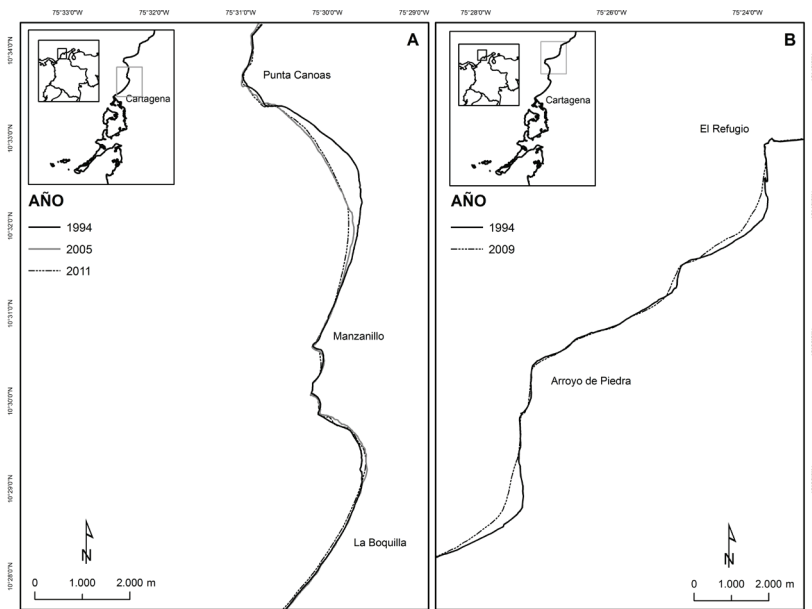 75°33'0"W
75°32'0"W
75°31'0"W
75°30'0"W
75°29'0"W
75°28'0"W
75°26'0"W
75°24'0"W
10°34'0"N
10°33'0"N
10°32'0"N
10°31'0"N
10°30'0"N
10°29'0"N
10°28'0"N
A
Cartagena
Punta Canoas
AÑO
1994
2005
2011
Manzanillo
La Boquilla
N
0 1.000 2.000 m
B
Cartagena
El Refugio
AÑO
1994
2009
Arroyo de Piedra
N
0 1.000 2.000 m